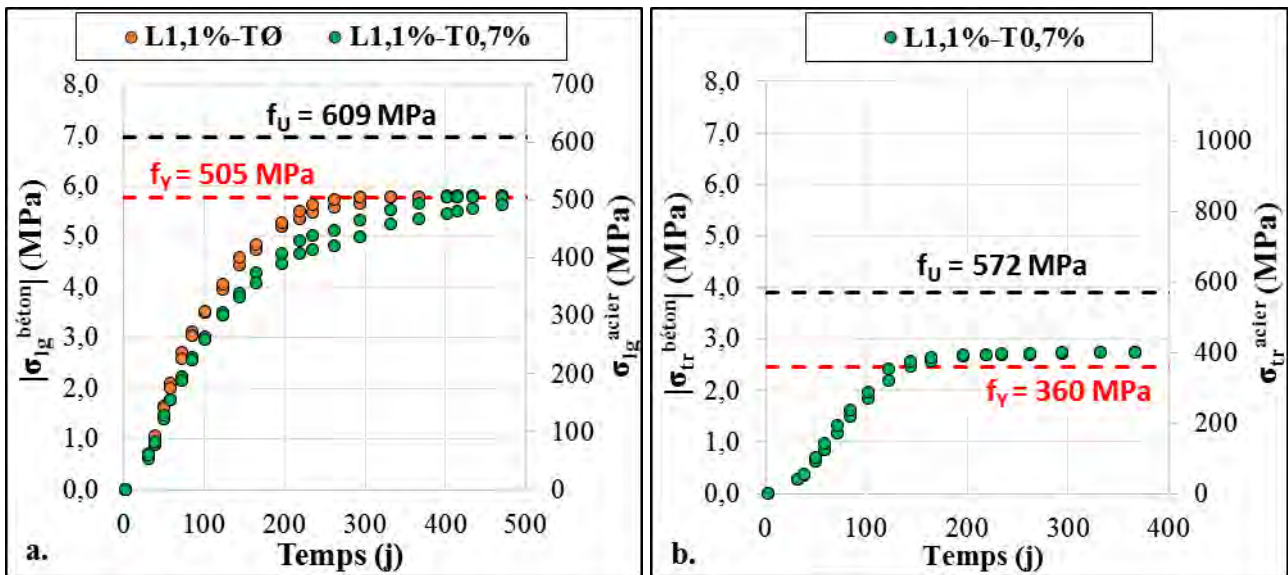 L1,1%-TØ L1,1%-T0,7%
8,0
7,0
6,0
5,0
4,0
3,0
2,0
1,0
0,0
700
600
500
400
300
200
100
0
fU = 609 MPa
fY = 505 MPa
|σlg béton| (MPa)
σlg acier (MPa)
0 100 200 300 400 500
Temps (j)
a.
L1,1%-T0,7%
8,0
7,0
6,0
5,0
4,0
3,0
2,0
1,0
0,0
1000
800
600
400
200
0
fU = 572 MPa
fY = 360 MPa
|σtr béton| (MPa)
σtr acier (MPa)
0 100 200 300 400
Temps (j)
b.